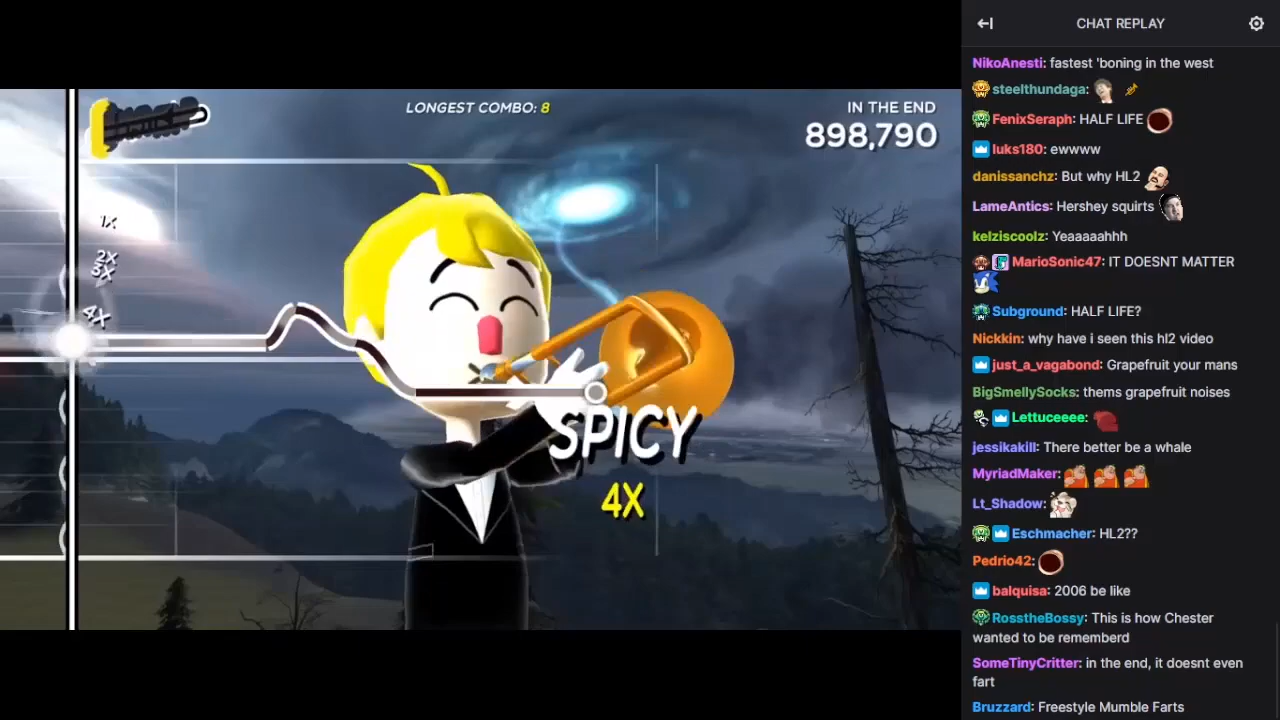 LONGEST COMBO: 8
IN THE END
898,790
1X
2X
3X
4X
SPICY
4X
CHAT REPLAY
NikoAnesti: fastest 'boning in the west
steelthundaga:
FenixSeraph: HALF LIFE
luks180: ewwww
danissanchz: But why HL2
LameAntics: Hershey squirts
kelziscoolz: Yeaaaaahhh
MarioSonic47: IT DOESNT MATTER
Subground: HALF LIFE?
Nickkin: why have i seen this hl2 video
just_a_vagabond: Grapefruit your mans
BigSmellySocks: thems grapefruit noises
Lettuceeee:
jessikakill: There better be a whale
MyriadMaker:
Lt_Shadow:
Eschmacher: HL2??
Pedrio42:
balquisa: 2006 be like
RosstheBossy: This is how Chester
wanted to be rememberd
SomeTinyCritter: in the end, it doesnt even
fart
Bruzzard: Freestyle Mumble Farts